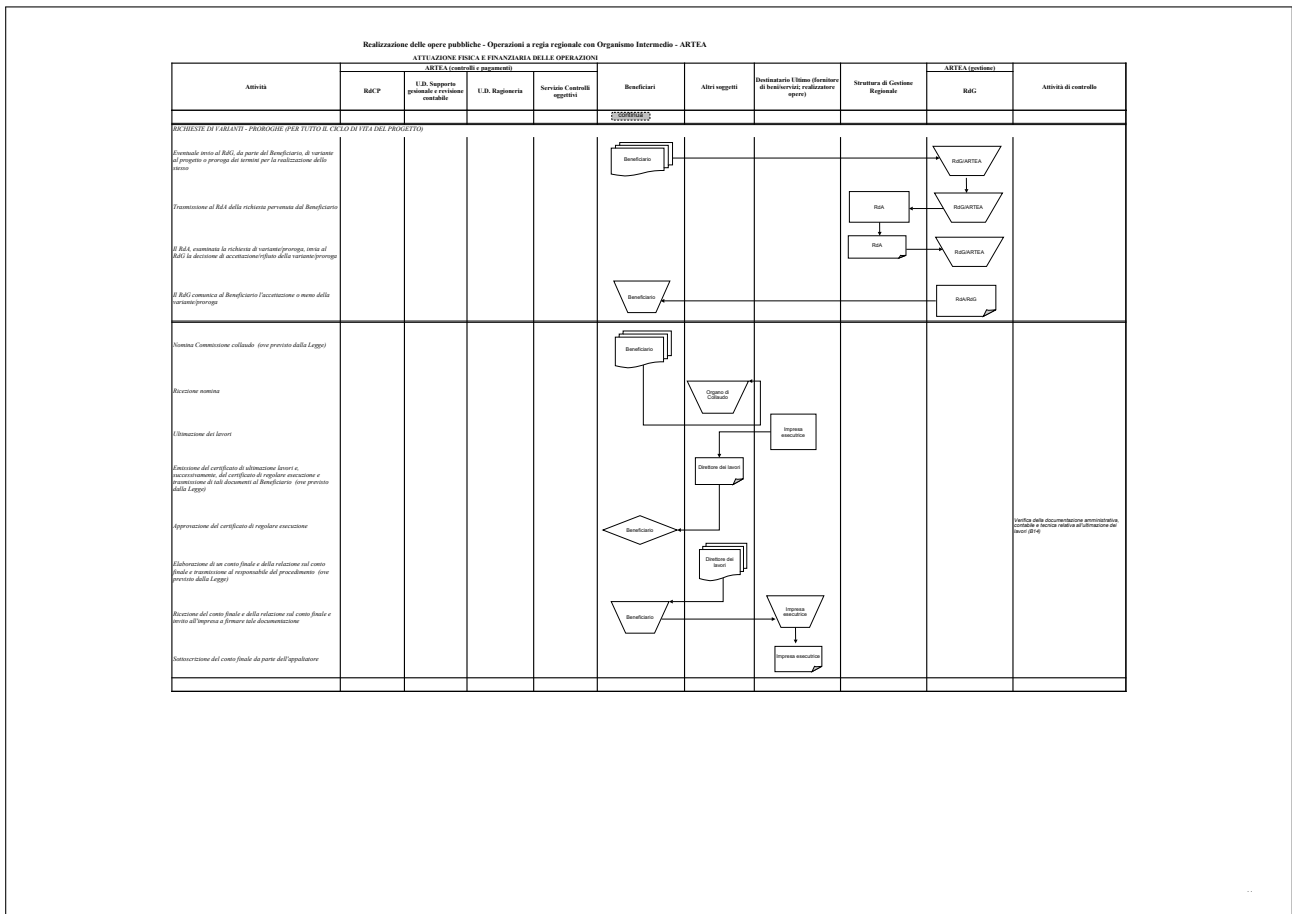 Realizzazione delle opere pubbliche - Operazioni a regia regionale con Organismo Intermedio - ARTEA
ATTUAZIONE FISICA E FINANZIARIA DELLE OPERAZIONI
Attività
ARTEA (controlli e pagamenti)
RdCP
U.D. Supporto
gesionale e revisione
contabile
U.D. Ragioneria
Servizio Controlli
oggettivi
Beneficiari
Altri soggetti
Destinatario Ultimo (fornitore
di beni/servizi; realizzatore
opere)
Struttura di Gestione
Regionale
ARTEA (gestione)
RdG
Attività di controllo
continua
RICHIESTE DI VARIANTI - PROROGHE (PER TUTTO IL CICLO DI VITA DEL PROGETTO)
Eventuale invio al RdG, da parte del Beneficiario, di variante
al progetto o proroga dei termini per la realizzazione dello
stesso
Beneficiario
RdG/ARTEA
Trasmissione al RdA della richiesta pervenuta dal Beneficiario
RdA
RdG/ARTEA
Il RdA, esaminata la richiesta di variante/proroga, invia al
RdG la decisione di accettazione/rifiuto della variante/proroga
RdA
RdG/ARTEA
Il RdG comunica al Beneficiario l'accettazione o meno della
variante/proroga
Beneficiario
RdA/RdG
Nomina Commissione collaudo (ove previsto dalla Legge)
Beneficiario
Ricezione nomina
Organo di
Collaudo
Ultimazione dei lavori
Impresa
esecutrice
Emissione del certificato di ultimazione lavori e,
successivamente, del certificato di regolare esecuzione e
trasmissione di tali documenti al Beneficiario (ove previsto
dalla Legge)
Direttore dei lavori
Approvazione del certificato di regolare esecuzione
Beneficiario
Verifica della documentazione amministrativa,
contabile e tecnica relativa all'ultimazione dei
lavori (B14)
Elaborazione di un conto finale e della relazione sul conto
finale e trasmissione al responsabile del procedimento (ove
previsto dalla Legge)
Direttore dei
lavori
Ricezione del conto finale e della relazione sul conto finale e
invito all'impresa a firmare tale documentazione
Beneficiario
Impresa
esecutrice
Sottoscrizione del conto finale da parte dell'appaltatore
Impresa esecutrice